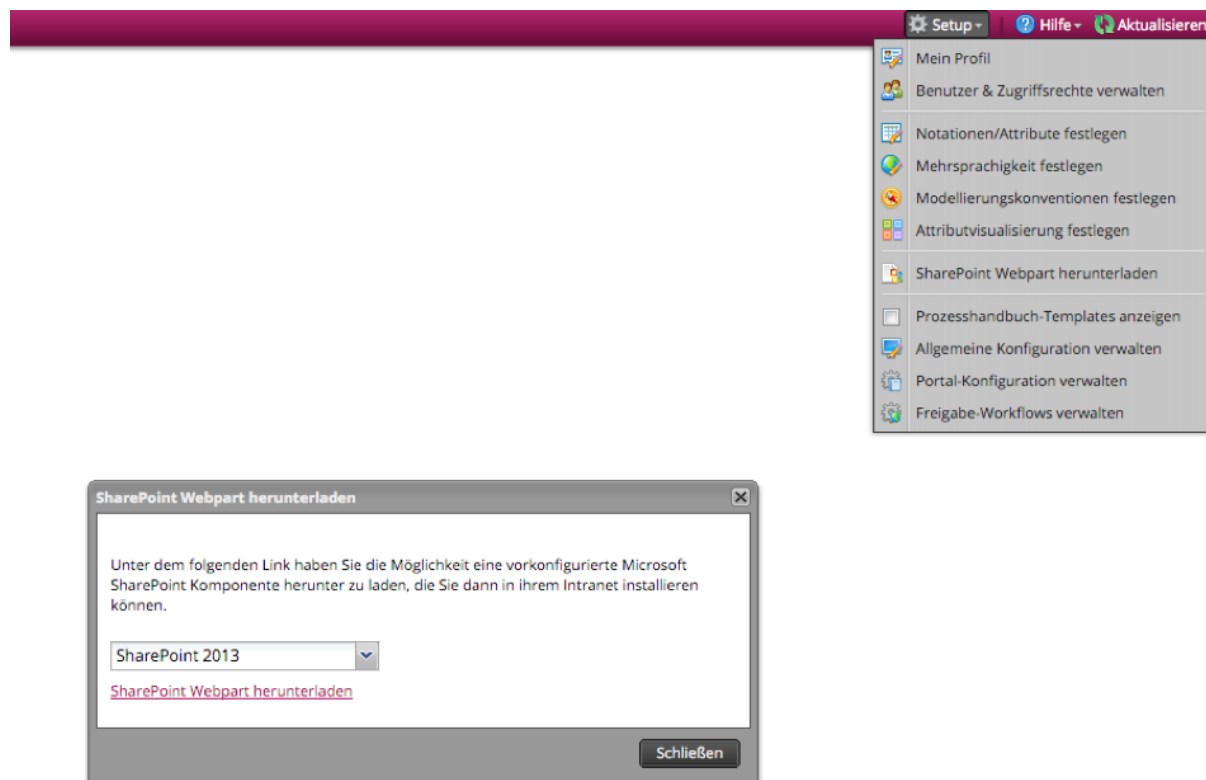 Setup Hilfe Aktualisieren
Mein Profil
Benutzer & Zugriffsrechte verwalten
Notationen/Attribute festlegen
Mehrsprachigkeit festlegen
Modellierungskonventionen festlegen
Attributvisualisierung festlegen
SharePoint Webpart herunterladen
Prozesshandbuch-Templates anzeigen
Allgemeine Konfiguration verwalten
Portal-Konfiguration verwalten
Freigabe-Workflows verwalten
SharePoint Webpart herunterladen
Unter dem folgenden Link haben Sie die Möglichkeit eine vorkonfigurierte Microsoft
SharePoint Komponente herunter zu laden, die Sie dann in ihrem Intranet installieren
können.
SharePoint 2013
SharePoint Webpart herunterladen
Schließen